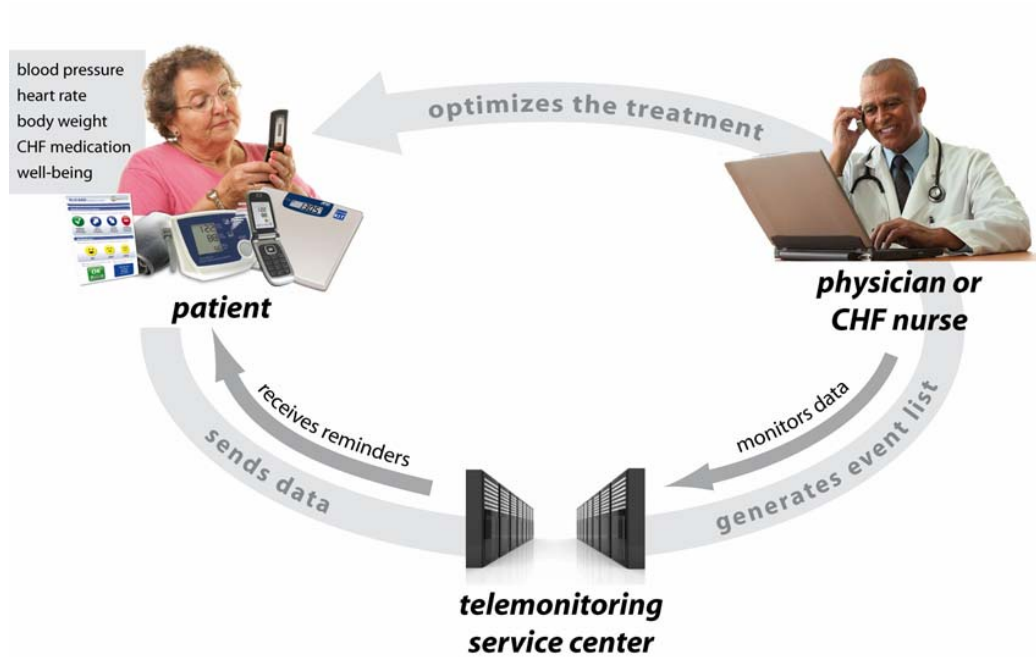 blood pressure
heart rate
body weight
CHF medication
well-being
optimizes the treatment
patient
physician or
CHF nurse
receives reminders
sends data
monitors data
generates event list
telemonitoring
service center